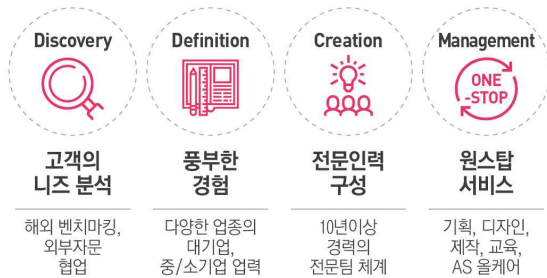 Discovery
고객의
니즈 분석
해외 벤치마킹,
외부자문
협업
Definition
풍부한
경험
다양한 업종의
대기업,
중/소기업 업력
Creation
전문인력
구성
10년이상
경력의
전문팀 체계
Management
ONE
-STOP
원스탑
서비스
기획, 디자인,
제작, 교육,
AS 올케어